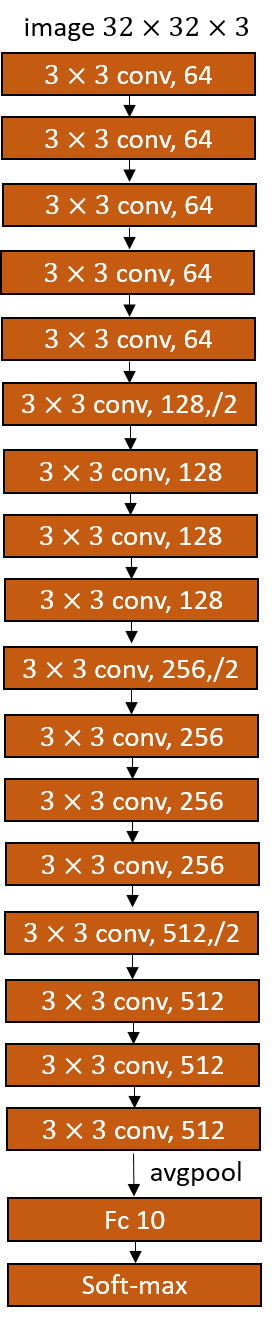 image 32 × 32 × 3
3 × 3 conv, 64
3 × 3 conv, 64
3 × 3 conv, 64
3 × 3 conv, 64
3 × 3 conv, 64
3 × 3 conv, 128,/2
3 × 3 conv, 128
3 × 3 conv, 128
3 × 3 conv, 128
3 × 3 conv, 256,/2
3 × 3 conv, 256
3 × 3 conv, 256
3 × 3 conv, 256
3 × 3 conv, 512,/2
3 × 3 conv, 512
3 × 3 conv, 512
3 × 3 conv, 512
avgpool
Fc 10
Soft-max